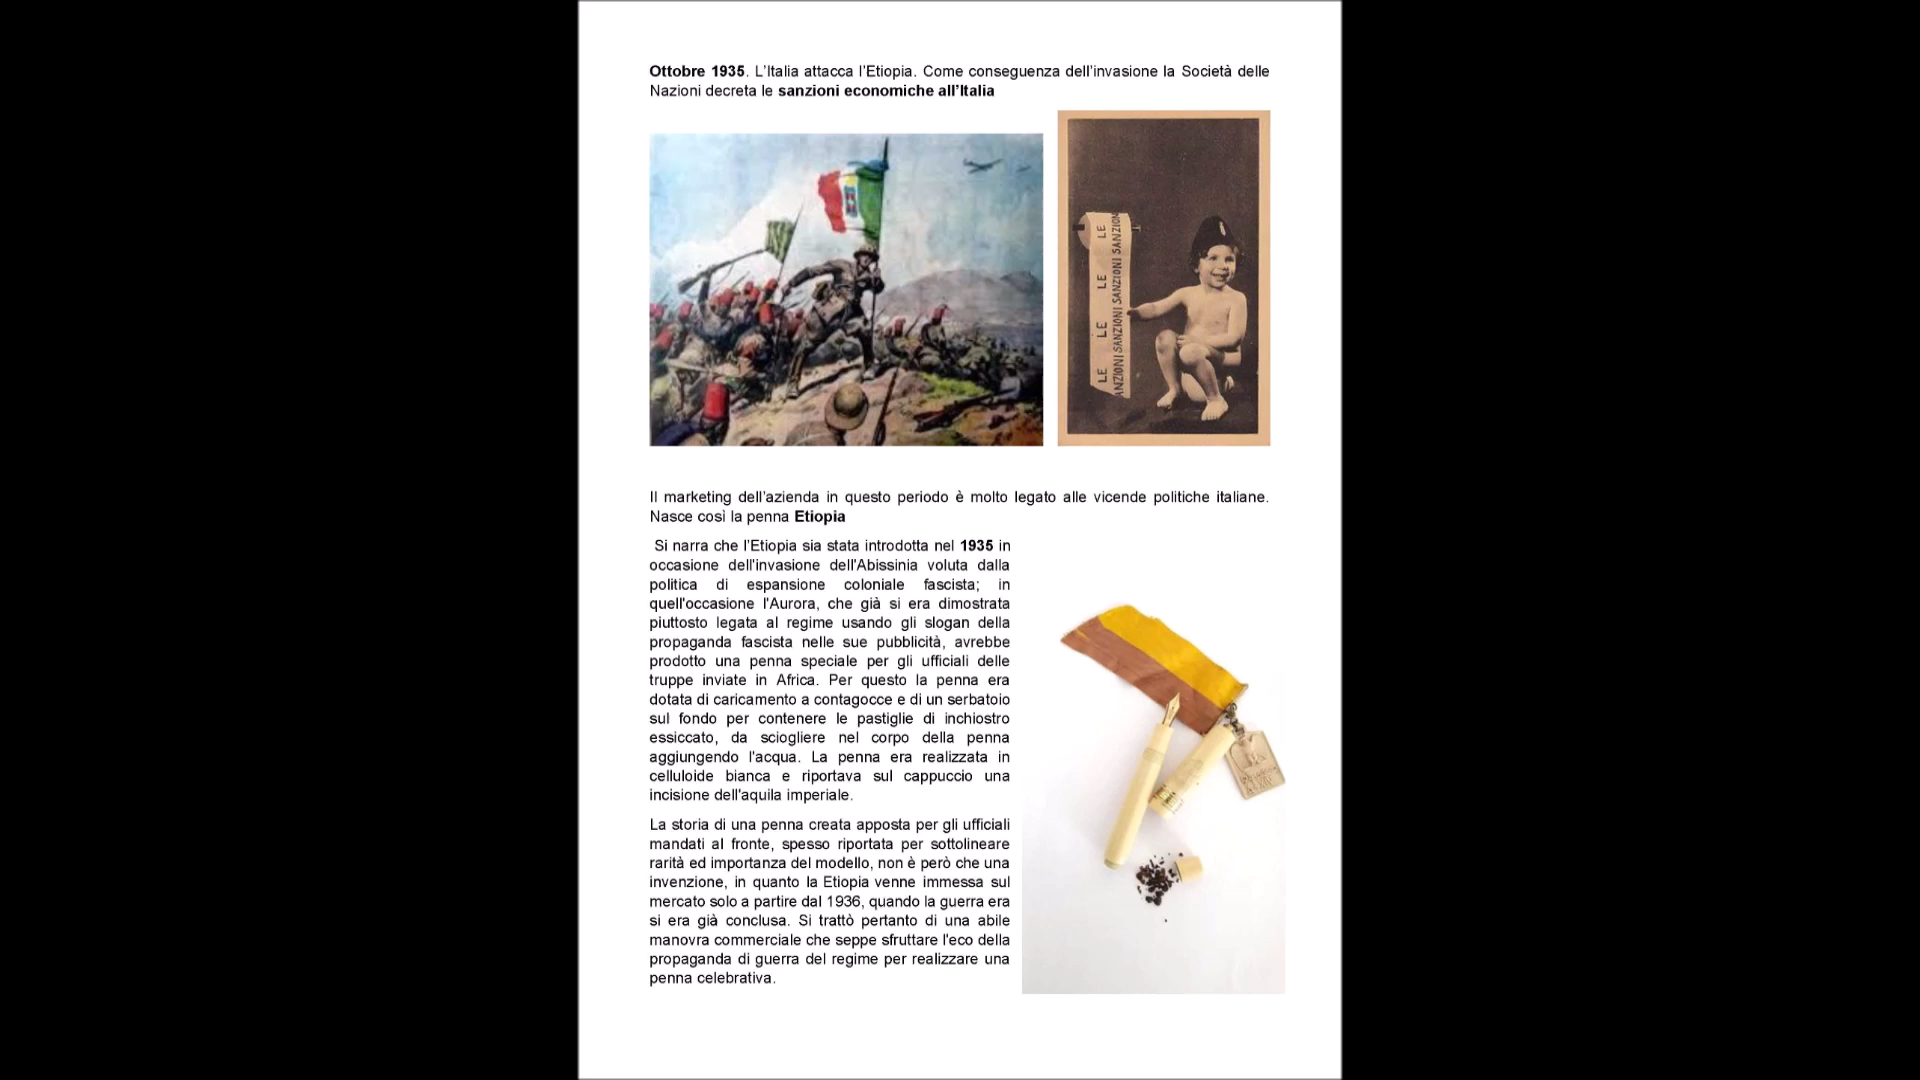 Ottobre 1935. L'Italia attacca l'Etiopia. Come conseguenza dell'invasione la Società delle
Nazioni decreta le sanzioni economiche all'Italia
LE LE LE LE
ANZIONI SANZIONI SANZIONI SANZION
Il marketing dell'azienda in questo periodo è molto legato alle vicende politiche italiane.
Nasce così la penna Etiopia
Si narra che l'Etiopia sia stata introdotta nel 1935 in
occasione dell'invasione dell'Abissinia voluta dalla
politica di espansione coloniale fascista; in
quell'occasione l'Aurora, che già si era dimostrata
piuttosto legata al regime usando gli slogan della
propaganda fascista nelle sue pubblicità, avrebbe
prodotto una penna speciale per gli ufficiali delle
truppe inviate in Africa. Per questo la penna era
dotata di caricamento a contagocce e di un serbatoio
sul fondo per contenere le pastiglie di inchiostro
essiccato, da sciogliere nel corpo della penna
aggiungendo l'acqua. La penna era realizzata in
celluloide bianca e riportava sul cappuccio una
incisione dell'aquila imperiale.
La storia di una penna creata apposta per gli ufficiali
mandati al fronte, spesso riportata per sottolineare
rarità ed importanza del modello, non è però che una
invenzione, in quanto la Etiopia venne immessa sul
mercato solo a partire dal 1936, quando la guerra era
si era già conclusa. Si trattò pertanto di una abile
manovra commerciale che seppe sfruttare l'eco della
propaganda di guerra del regime per realizzare una
penna celebrativa.